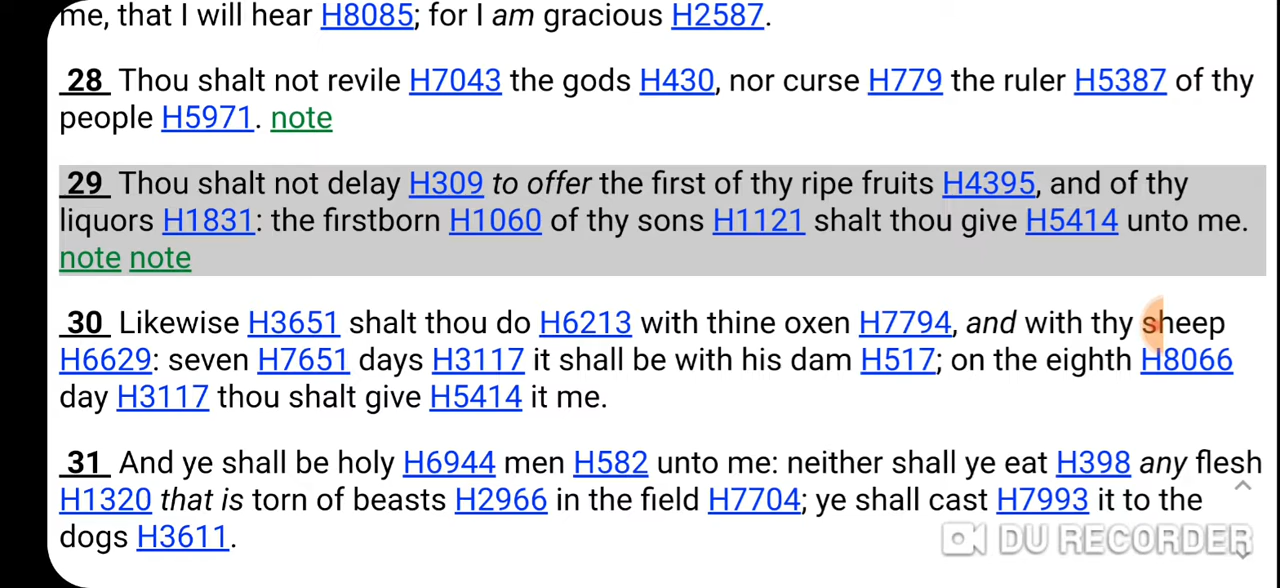 me, that I will hear H8085; for I am gracious H2587.
28 Thou shalt not revile H7043 the gods H430, nor curse H779 the ruler H5387 of thy
people H5971. note
29 Thou shalt not delay H309 to offer the first of thy ripe fruits H4395, and of thy
liquors H1831: the firstborn H1060 of thy sons H1121 shalt thou give H5414 unto me.
note note
30 Likewise H3651 shalt thou do H6213 with thine oxen H7794, and with thy sheep
H6629: seven H7651 days H3117 it shall be with his dam H517; on the eighth H8066
day H3117 thou shalt give H5414 it me.
31 And ye shall be holy H6944 men H582 unto me: neither shall ye eat H398 any flesh
H1320 that is torn of beasts H2966 in the field H7704; ye shall cast H7993 it to the
dogs H3611.
DU RECORDER